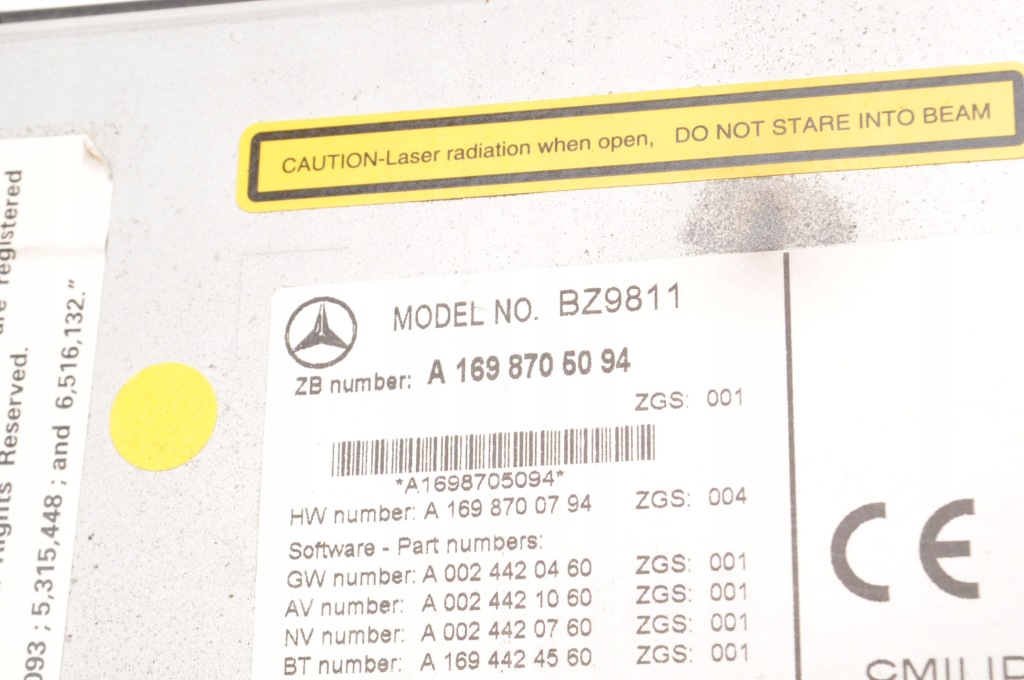 CAUTION-Laser radiation when open, DO NOT STARE INTO BEAM
are registered
Rights Reserved.
093 ; 5,315,448 ; and 6,516,132."
MODEL NO. BZ9811
ZB number: A 169 870 50 94
ZGS: 001
*A1698705094*
HW number: A 169 870 07 94 ZGS: 004
Software - Part numbers:
GW number: A 002 442 04 60 ZGS: 001
AV number: A 002 442 10 60 ZGS: 001
NV number: A 002 442 07 60 ZGS: 001
BT number: A 169 442 45 60 ZGS: 001
CE